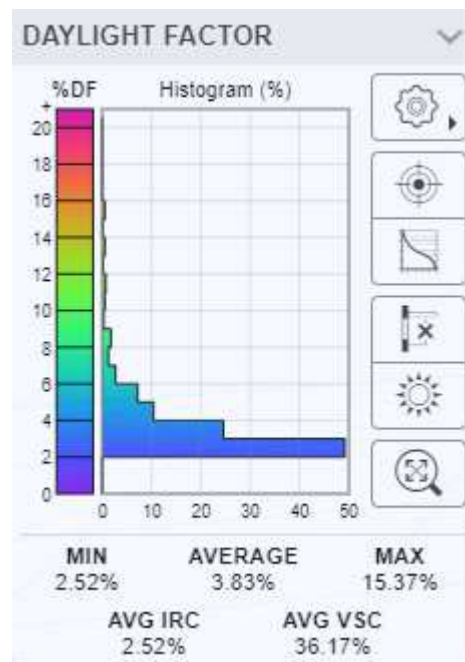 DAYLIGHT FACTOR
%DF Histogram (%)
+
20
18
16
14
12
10
8
6
4
2
0
0 10 20 30 40 50
MIN AVERAGE MAX
2.52% 3.83% 15.37%
AVG IRC AVG VSC
2.52% 36.17%